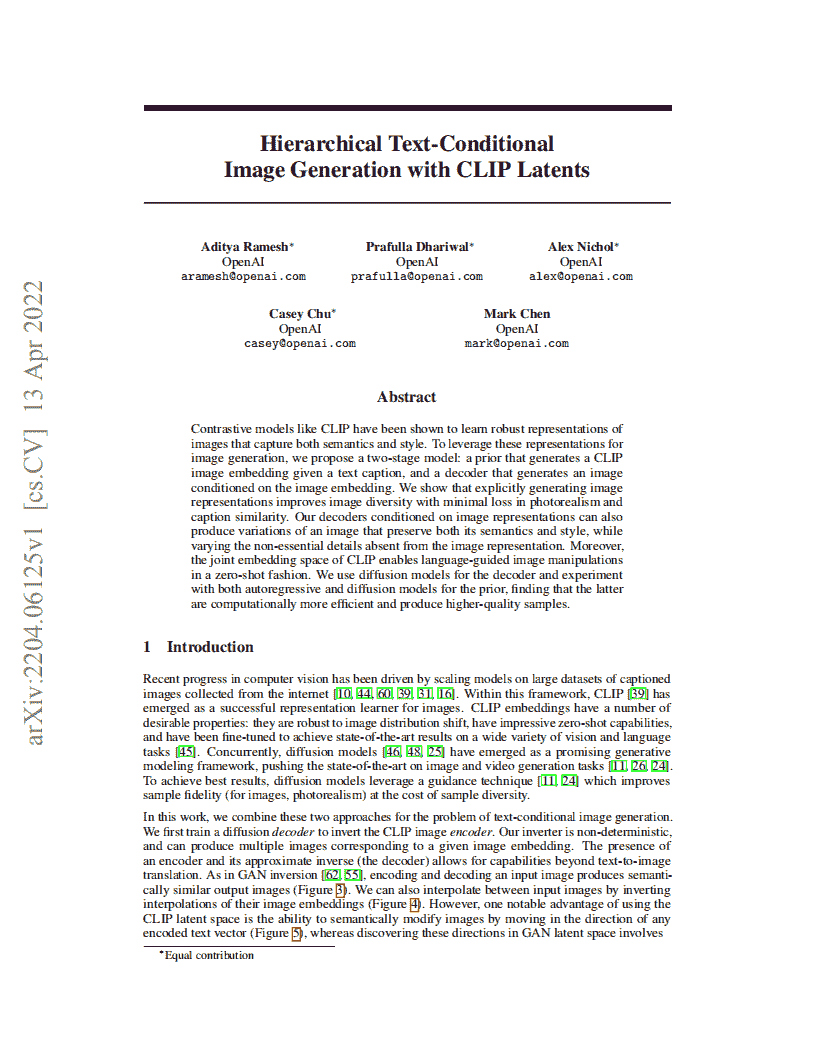 Hierarchical Text-Conditional
Image Generation with CLIP Latents
Aditya Ramesh* Prafulla Dhariwal* Alex Nichol*
OpenAI OpenAI OpenAI
aramesh@openai.com prafulla@openai.com alex@openai.com
Casey Chu* Mark Chen
OpenAI OpenAI
casey@openai.com mark@openai.com
Abstract
Contrastive models like CLIP have been shown to learn robust representations of
images that capture both semantics and style. To leverage these representations for
image generation, we propose a two-stage model: a prior that generates a CLIP
image embedding given a text caption, and a decoder that generates an image
conditioned on the image embedding. We show that explicitly generating image
representations improves image diversity with minimal loss in photorealism and
caption similarity. Our decoders conditioned on image representations can also
produce variations of an image that preserve both its semantics and style, while
varying the non-essential details absent from the image representation. Moreover,
the joint embedding space of CLIP enables language-guided image manipulations
in a zero-shot fashion. We use diffusion models for the decoder and experiment
with both autoregressive and diffusion models for the prior, finding that the latter
are computationally more efficient and produce higher-quality samples.
1 Introduction
Recent progress in computer vision has been driven by scaling models on large datasets of captioned
images collected from the internet [10, 44, 60, 39, 31, 16]. Within this framework, CLIP [39] has
emerged as a successful representation learner for images. CLIP embeddings have a number of
desirable properties: they are robust to image distribution shift, have impressive zero-shot capabilities,
and have been fine-tuned to achieve state-of-the-art results on a wide variety of vision and language
tasks [45]. Concurrently, diffusion models [46, 48, 25] have emerged as a promising generative
modeling framework, pushing the state-of-the-art on image and video generation tasks [11, 26, 24].
To achieve best results, diffusion models leverage a guidance technique [11, 24] which improves
sample fidelity (for images, photorealism) at the cost of sample diversity.
In this work, we combine these two approaches for the problem of text-conditional image generation.
We first train a diffusion decoder to invert the CLIP image encoder. Our inverter is non-deterministic,
and can produce multiple images corresponding to a given image embedding. The presence of
an encoder and its approximate inverse (the decoder) allows for capabilities beyond text-to-image
translation. As in GAN inversion [62, 55], encoding and decoding an input image produces semanti-
cally similar output images (Figure 3). We can also interpolate between input images by inverting
interpolations of their image embeddings (Figure 4). However, one notable advantage of using the
CLIP latent space is the ability to semantically modify images by moving in the direction of any
encoded text vector (Figure 5), whereas discovering these directions in GAN latent space involves
*Equal contribution
arXiv:2204.06125v1 [cs.CV] 13 Apr 2022